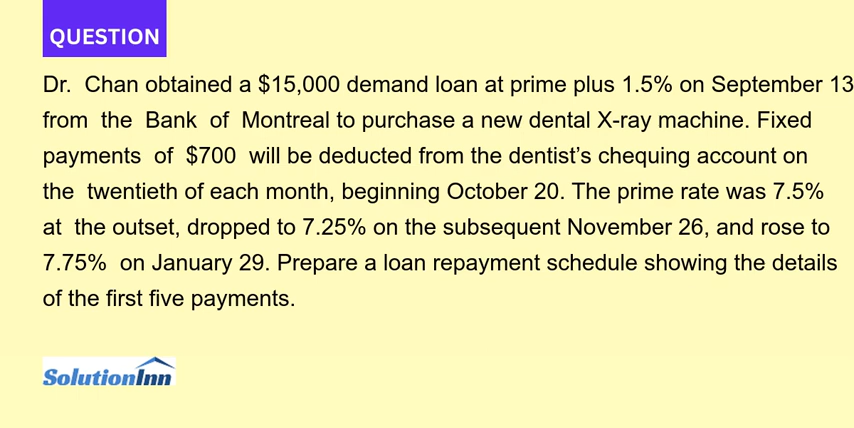 QUESTION
Dr. Chan obtained a $15,000 demand loan at prime plus 1.5% on September 13
from the Bank of Montreal to purchase a new dental X-ray machine. Fixed
payments of $700 will be deducted from the dentist’s chequing account on
the twentieth of each month, beginning October 20. The prime rate was 7.5%
at the outset, dropped to 7.25% on the subsequent November 26, and rose to
7.75% on January 29. Prepare a loan repayment schedule showing the details
of the first five payments.
SolutionInn